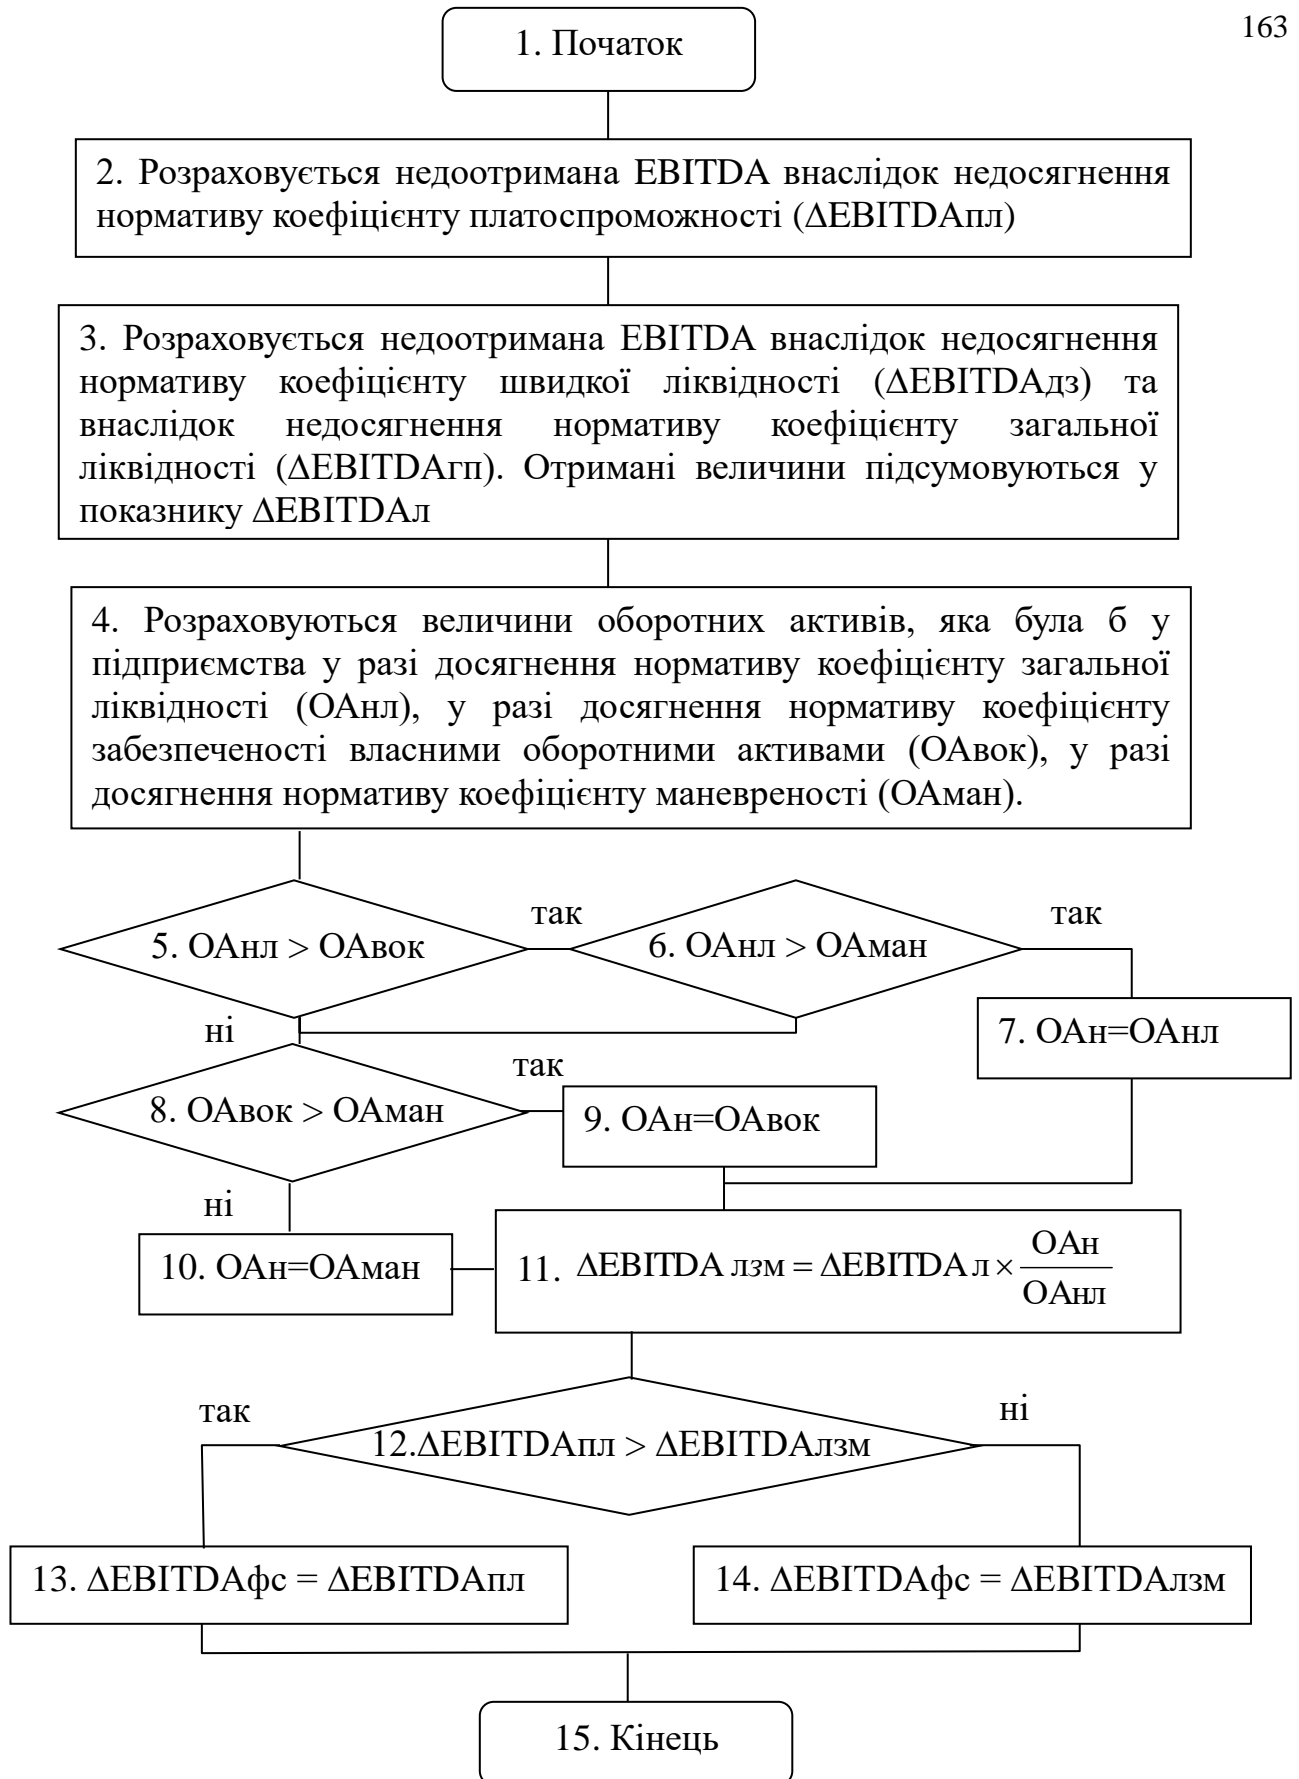 163
1. Початок
2. Розраховується недоотримана EBITDA внаслідок недосягнення
нормативу коефіцієнту платоспроможності (ΔEBITDAпл)
3. Розраховується недоотримана EBITDA внаслідок недосягнення
нормативу коефіцієнту швидкої ліквідності (ΔEBITDAдз) та
внаслідок недосягнення нормативу коефіцієнту загальної
ліквідності (ΔEBITDAгп). Отримані величини підсумовуються у
показнику ΔEBITDAл
4. Розраховуються величини оборотних активів, яка була б у
підприємства у разі досягнення нормативу коефіцієнту загальної
ліквідності (ОАнл), у разі досягнення нормативу коефіцієнту
забезпеченості власними оборотними активами (ОАвок), у разі
досягнення нормативу коефіцієнту маневреності (ОАман).
так
так
5. ОАнл > ОАвок
6. ОАнл > ОАман
ні
7. ОАн=ОАнл
так
8. ОАвок > ОАман
9. ОАн=ОАвок
ні
10. ОАн=ОАман
11. ΔEBITDA лзм = ΔEBITDA л × ОАн / ОАнл
так
ні
12.ΔEBITDAпл > ΔEBITDAлзм
13. ΔEBITDAфс = ΔEBITDAпл
14. ΔEBITDAфс = ΔEBITDAлзм
15. Кінець